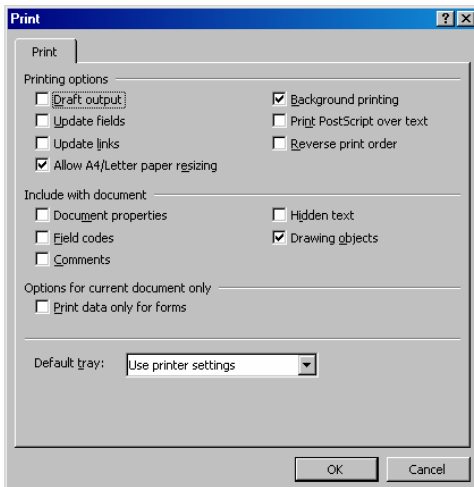 Print
Print
Printing options
Draft output
Background printing
Update fields
Print PostScript over text
Update links
Reverse print order
Allow A4/Letter paper resizing
Include with document
Document properties
Hidden text
Field codes
Drawing objects
Comments
Options for current document only
Print data only for forms
Default tray: Use printer settings
OK Cancel